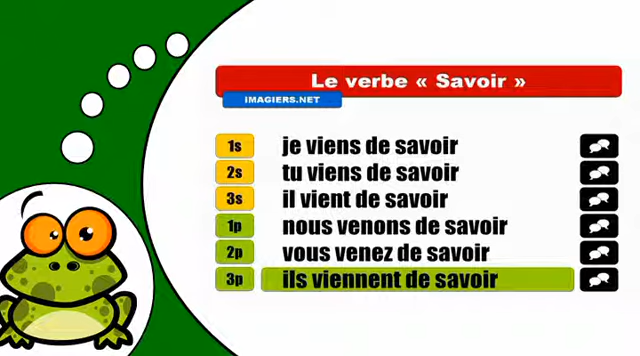 Le verbe « Savoir »
IMAGIERS.NET
1s je viens de savoir
2s tu viens de savoir
3s il vient de savoir
1p nous venons de savoir
2p vous venez de savoir
3p ils viennent de savoir